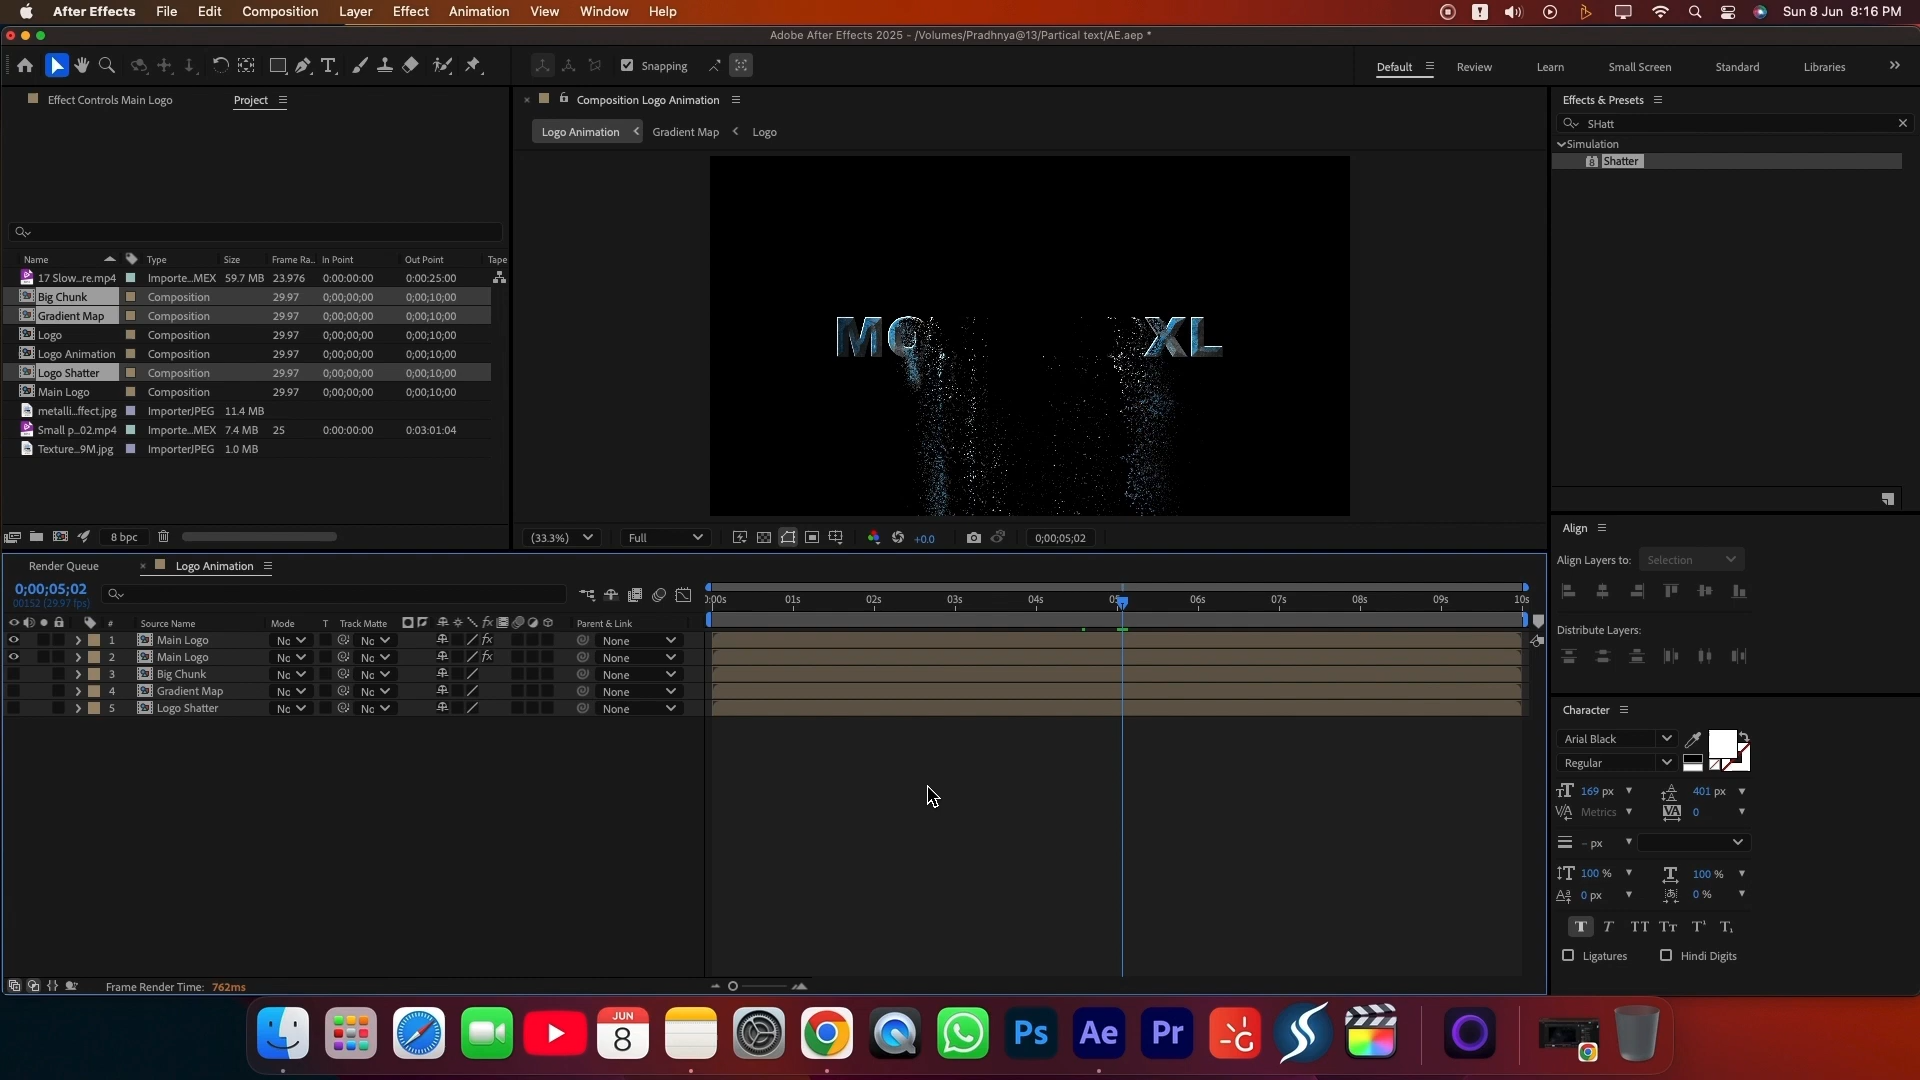 After Effects File Edit Composition Layer Effect Animation View Window Help Sun 8 Jun 8:16 PM
Adobe After Effects 2025 - /Volumes/Pradhnya@13/Partical text/AE.aep *
Snapping Default Review Learn Small Screen Standard Libraries
Effect Controls Main Logo Project
Composition Logo Animation
Effects & Presets
Logo Animation Gradient Map Logo
SHatt
Simulation
Shatter
Name Type Size Frame Ra... In Point Out Point Tape
17 Slow...re.mp4 Importe...MEX 59.7 MB 23.976 0:00:00:00 0:00:25:00
Big Chunk Composition 29.97 0;00;00;00 0;00;10;00
Gradient Map Composition 29.97 0;00;00;00 0;00;10;00
Logo Composition 29.97 0;00;00;00 0;00;10;00
Logo Animation Composition 29.97 0;00;00;00 0;00;10;00
Logo Shatter Composition 29.97 0;00;00;00 0;00;10;00
Main Logo Composition 29.97 0;00;00;00 0;00;10;00
metalli...ffect.jpg ImporterJPEG 11.4 MB
Small p...02.mp4 Importe...MEX 7.4 MB 25 0:00:00:00 0:03:01:04
Texture...9M.jpg ImporterJPEG 1.0 MB
MO XL
8 bpc
(33.3%) Full +0.0 0;00;05;02
Align
Align Layers to: Selection
Distribute Layers:
Render Queue Logo Animation
0;00;05;02
00152 (29.97 fps)
0:00s 01s 02s 03s 04s 05 06s 07s 08s 09s 10s
# Source Name Mode T Track Matte fx Parent & Link
1 Main Logo Nc Nc fx None
2 Main Logo Nc Nc fx None
3 Big Chunk Nc Nc None
4 Gradient Map Nc Nc None
5 Logo Shatter Nc Nc None
Character
Arial Black
Regular
169 px 401 px
Metrics 0
- px
100 % 100 %
0 px 0 %
T T TT Tт T¹ T₁
Ligatures Hindi Digits
Frame Render Time: 762ms
JUN
8
Ps Ae Pr